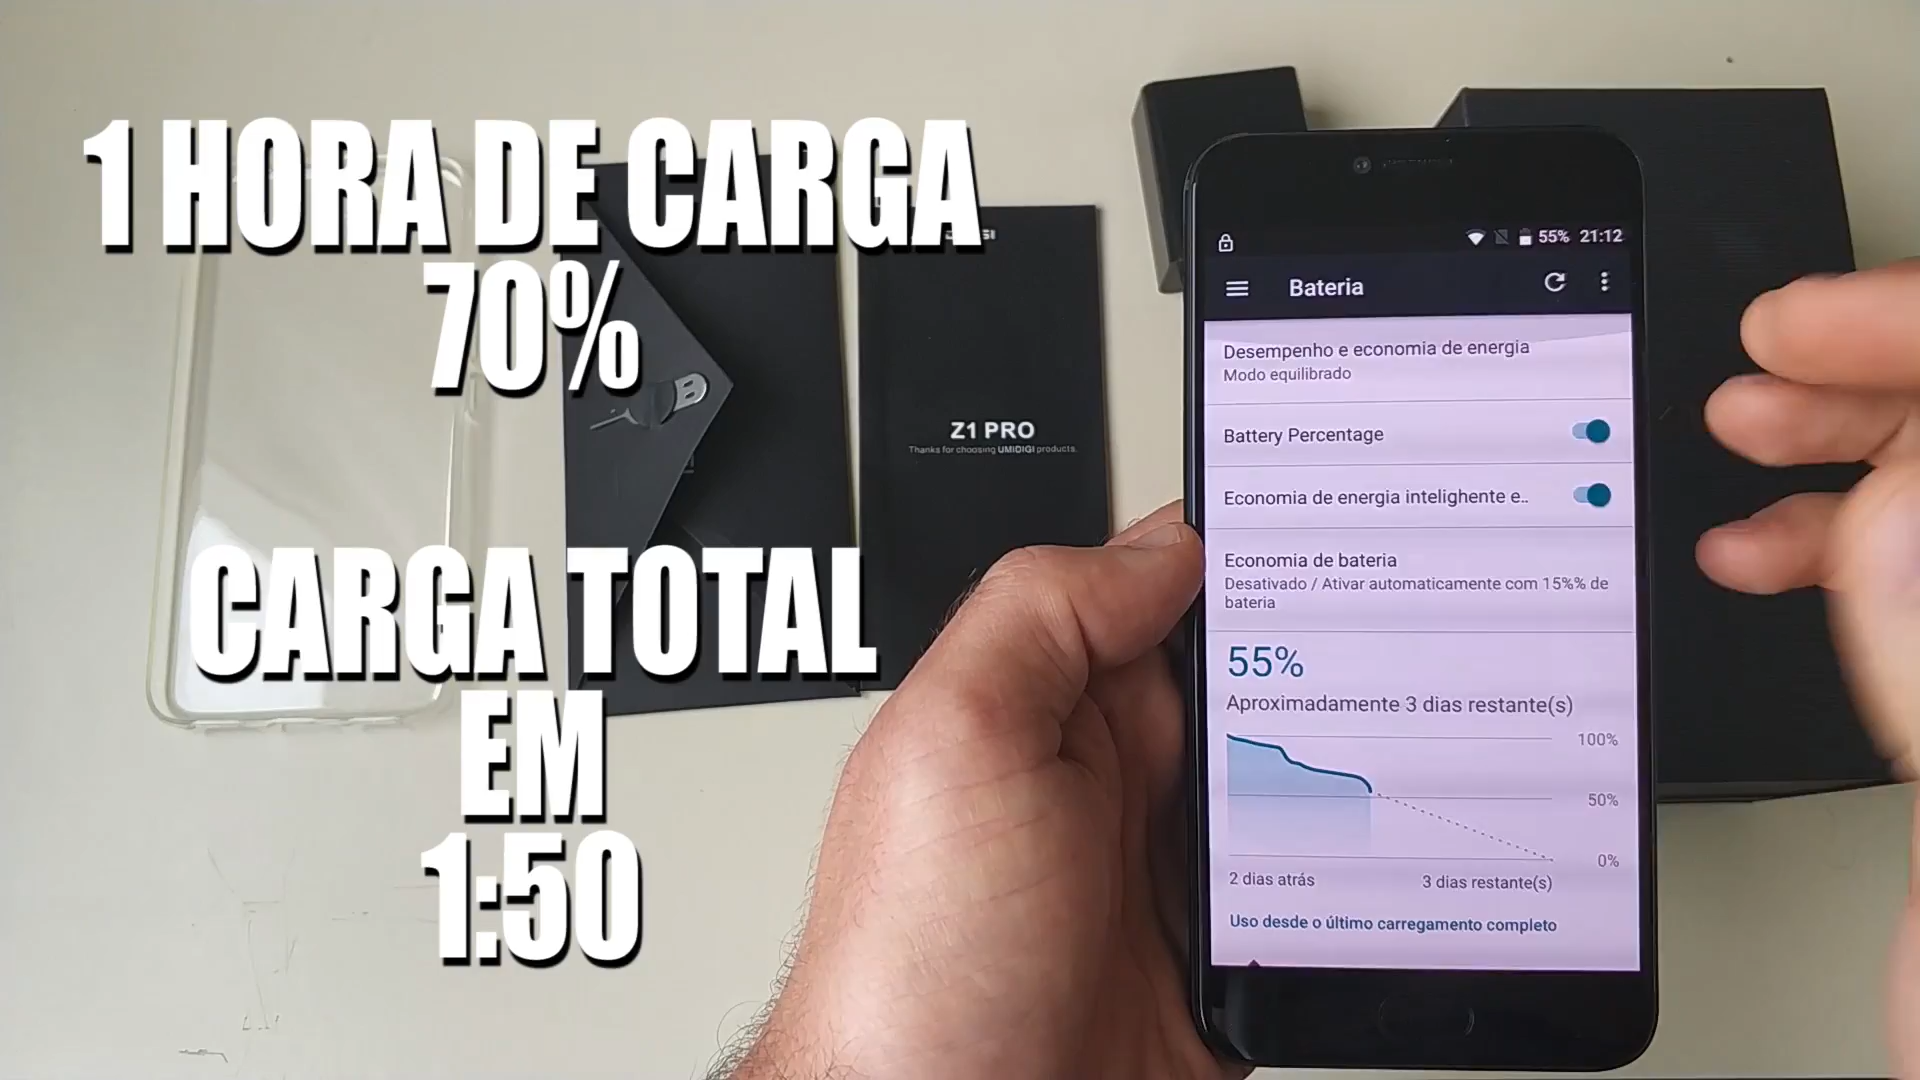 1 HORA DE CARGA
70%
CARGA TOTAL
EM
1:50
Z1 PRO
Thanks for choosing UMIDIGI products.
55% 21:12
Bateria
Desempenho e economia de energia
Modo equilibrado
Battery Percentage
Economia de energia intelighente e..
Economia de bateria
Desativado / Ativar automaticamente com 15%% de
bateria
55%
Aproximadamente 3 dias restante(s)
100%
50%
0%
2 dias atrás 3 dias restante(s)
Uso desde o último carregamento completo